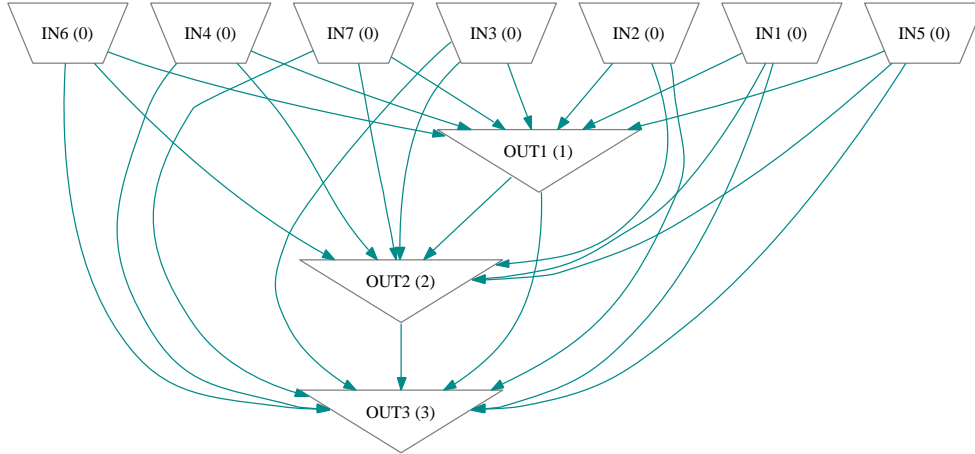 IN6 (0)
IN4 (0)
IN7 (0)
IN3 (0)
IN2 (0)
IN1 (0)
IN5 (0)
OUT1 (1)
OUT2 (2)
OUT3 (3)